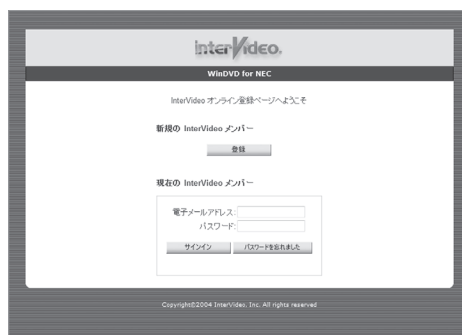 InterVideo.
WinDVD for NEC
InterVideo オンライン登録ページへようこそ
新規の InterVideo メンバー
登録
現在の InterVideo メンバー
電子メールアドレス:
パスワード:
サインイン パスワードを忘れました
Copyright©2004 InterVideo, Inc. All rights reserved